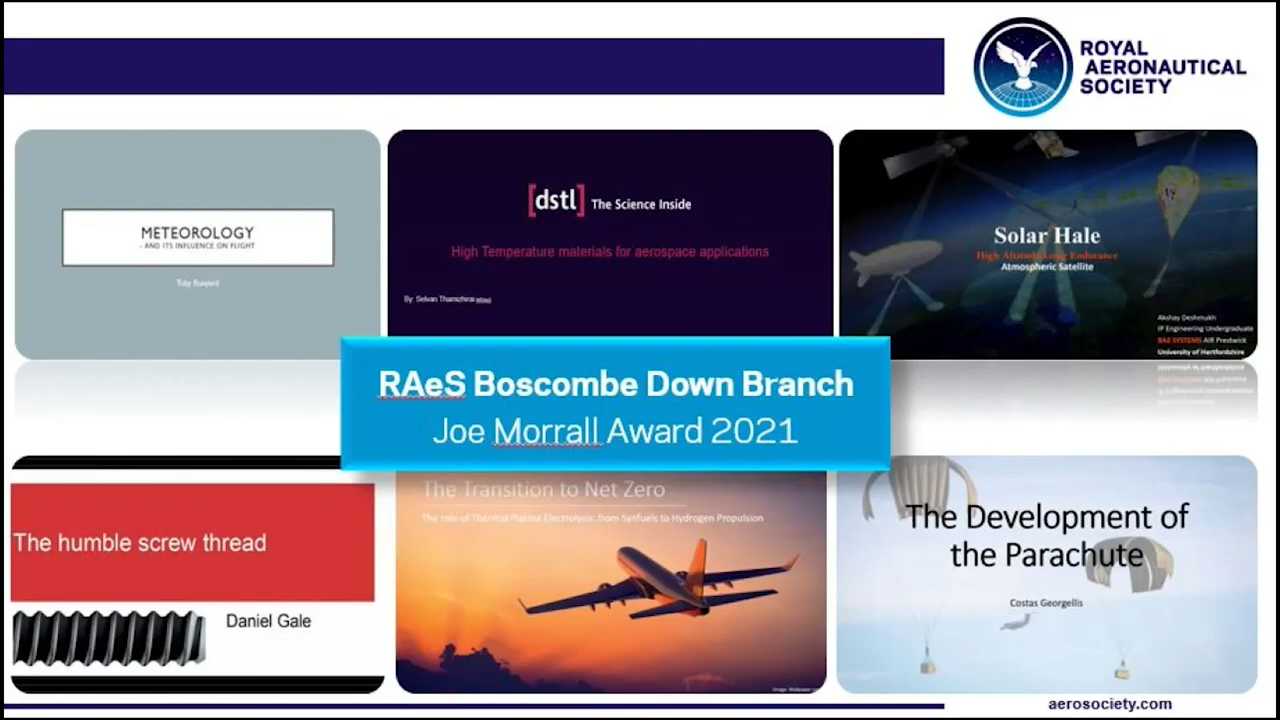 ROYAL
AERONAUTICAL
SOCIETY
METEOROLOGY
- AND ITS INFLUENCE ON FLIGHT
Toby
[dstl] The Science Inside
High Temperature materials for aerospace applications
By: Selvan
Solar Hale
High Altitude Long Endurance
Atmospheric Satellite
Akshay Deshmukh
IP Engineering Undergraduate
BAE SYSTEMS AIR Prestwick
University of Hertfordshire
RAeS Boscombe Down Branch
Joe Morrall Award 2021
The humble screw thread
Daniel Gale
The Transition to Net Zero
The role of Thermal Plasma Electrolysis: from Synfuels to Hydrogen Propulsion
The Development of
the Parachute
Costas Georgellis
aerosociety.com